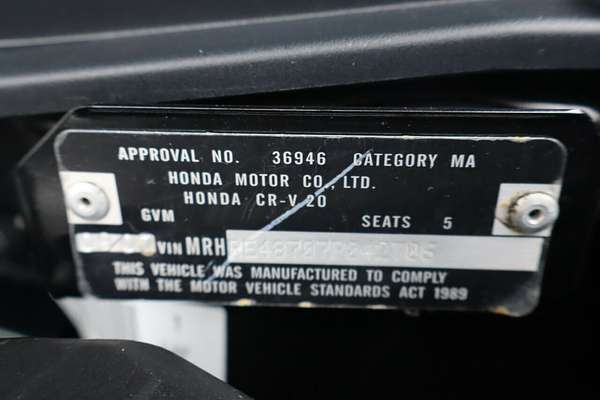 APPROVAL NO. 36946 CATEGORY MA
HONDA MOTOR CO., LTD.
HONDA CR-V 20
GVM SEATS 5
VIN MRH
THIS VEHICLE WAS MANUFACTURED TO COMPLY
WITH THE MOTOR VEHICLE STANDARDS ACT 1989